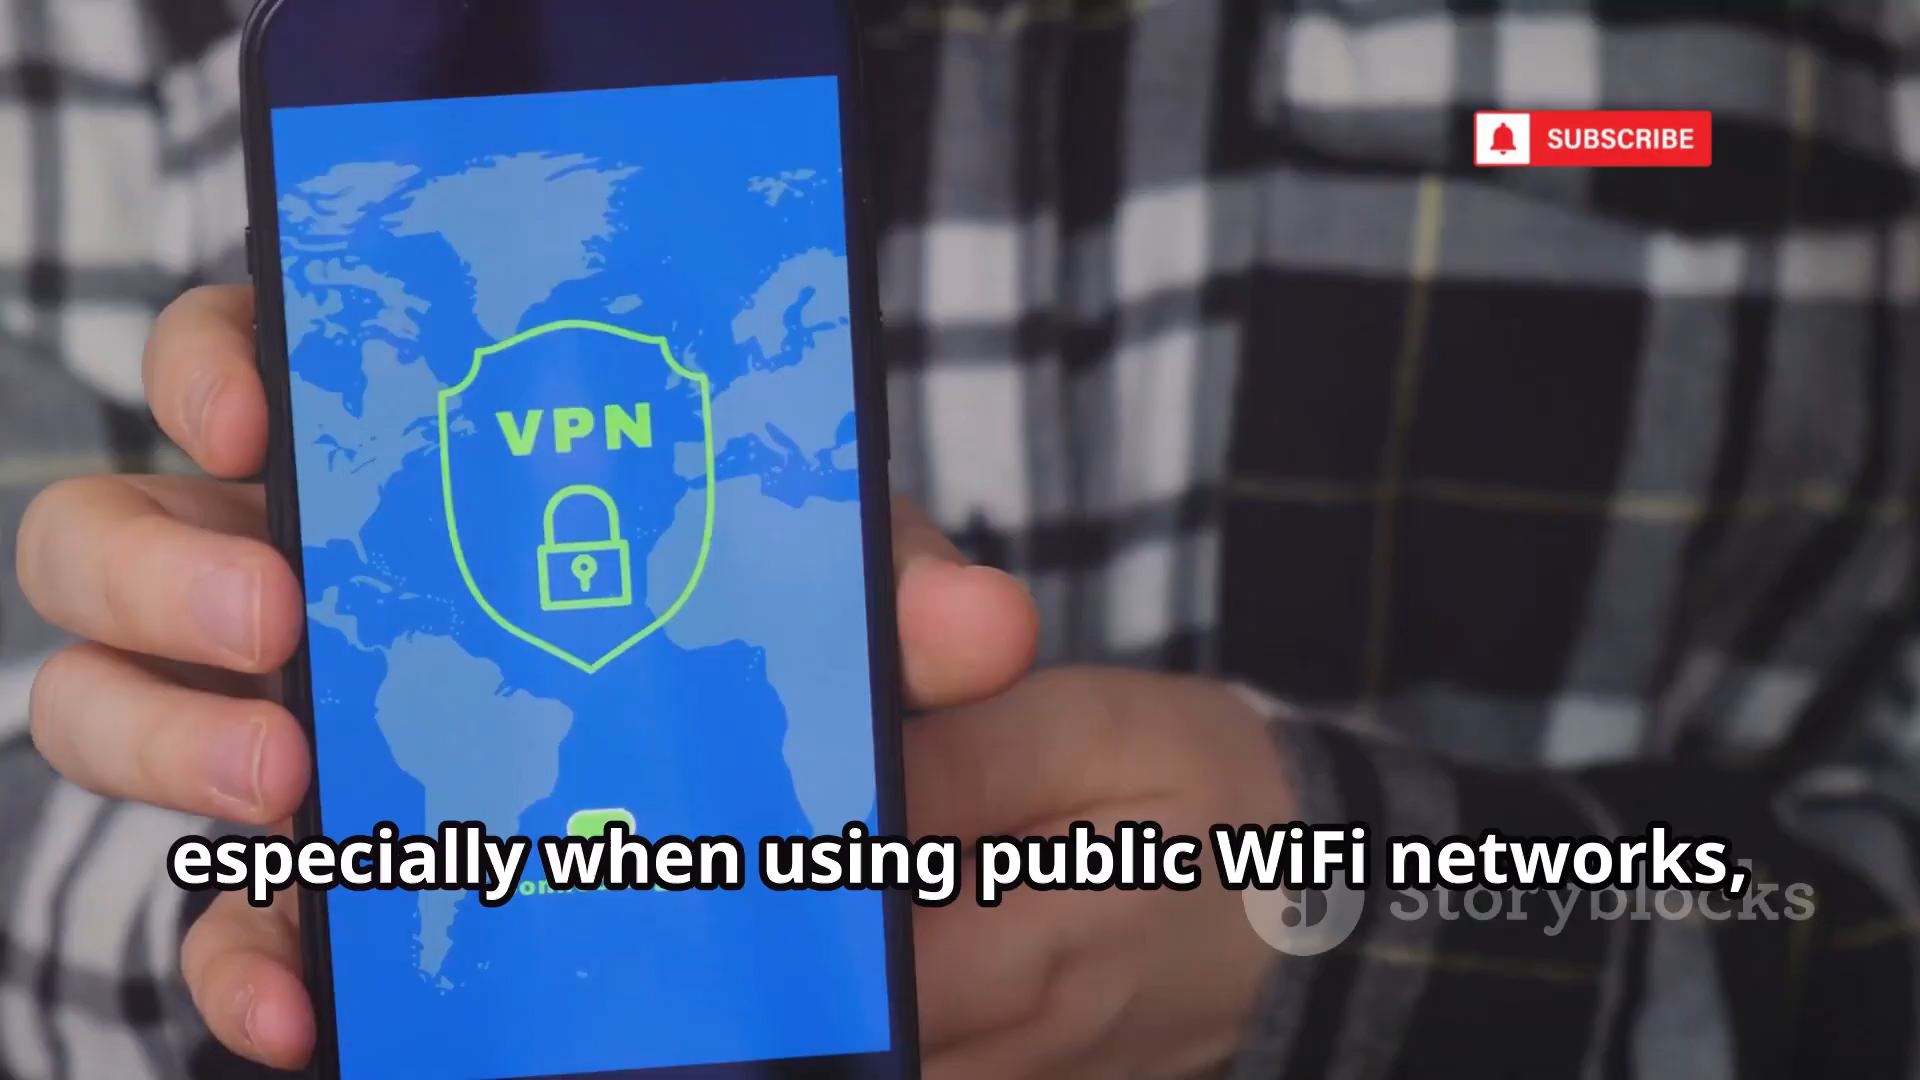 SUBSCRIBE
VPN
especially when using public WiFi networks,
Storyblocks